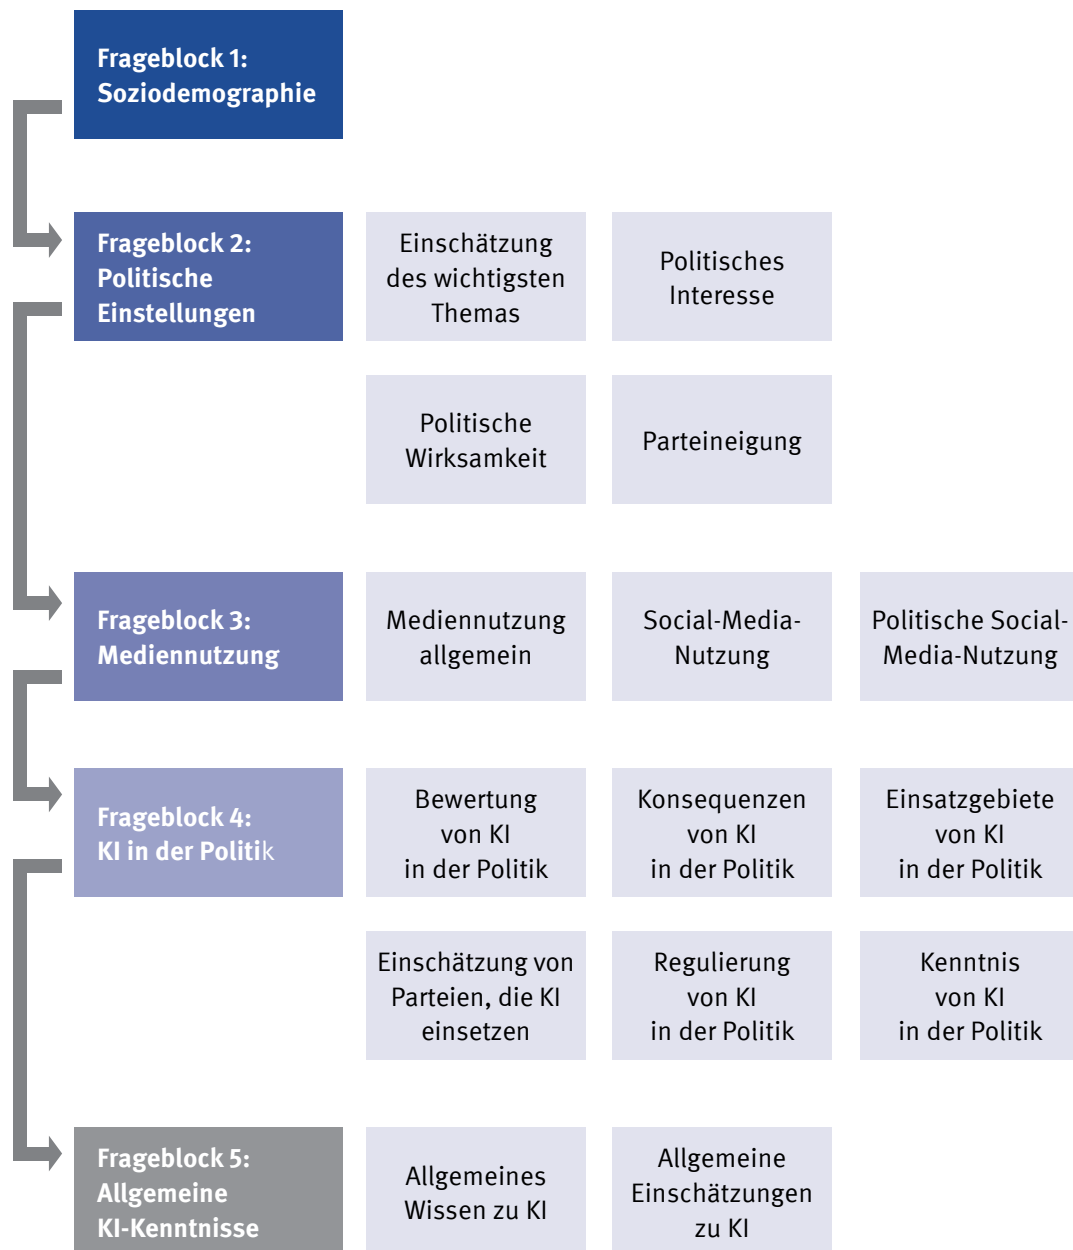 Frageblock 1:
Soziodemographie
Frageblock 2:
Politische
Einstellungen
Einschätzung
des wichtigsten
Themas
Politisches
Interesse
Politische
Wirksamkeit
Parteineigung
Frageblock 3:
Mediennutzung
Mediennutzung
allgemein
Social-Media-
Nutzung
Politische Social-
Media-Nutzung
Frageblock 4:
KI in der Politik
Bewertung
von KI
in der Politik
Konsequenzen
von KI
in der Politik
Einsatzgebiete
von KI
in der Politik
Einschätzung von
Parteien, die KI
einsetzen
Regulierung
von KI
in der Politik
Kenntnis
von KI
in der Politik
Frageblock 5:
Allgemeine
KI-Kenntnisse
Allgemeines
Wissen zu KI
Allgemeine
Einschätzungen
zu KI